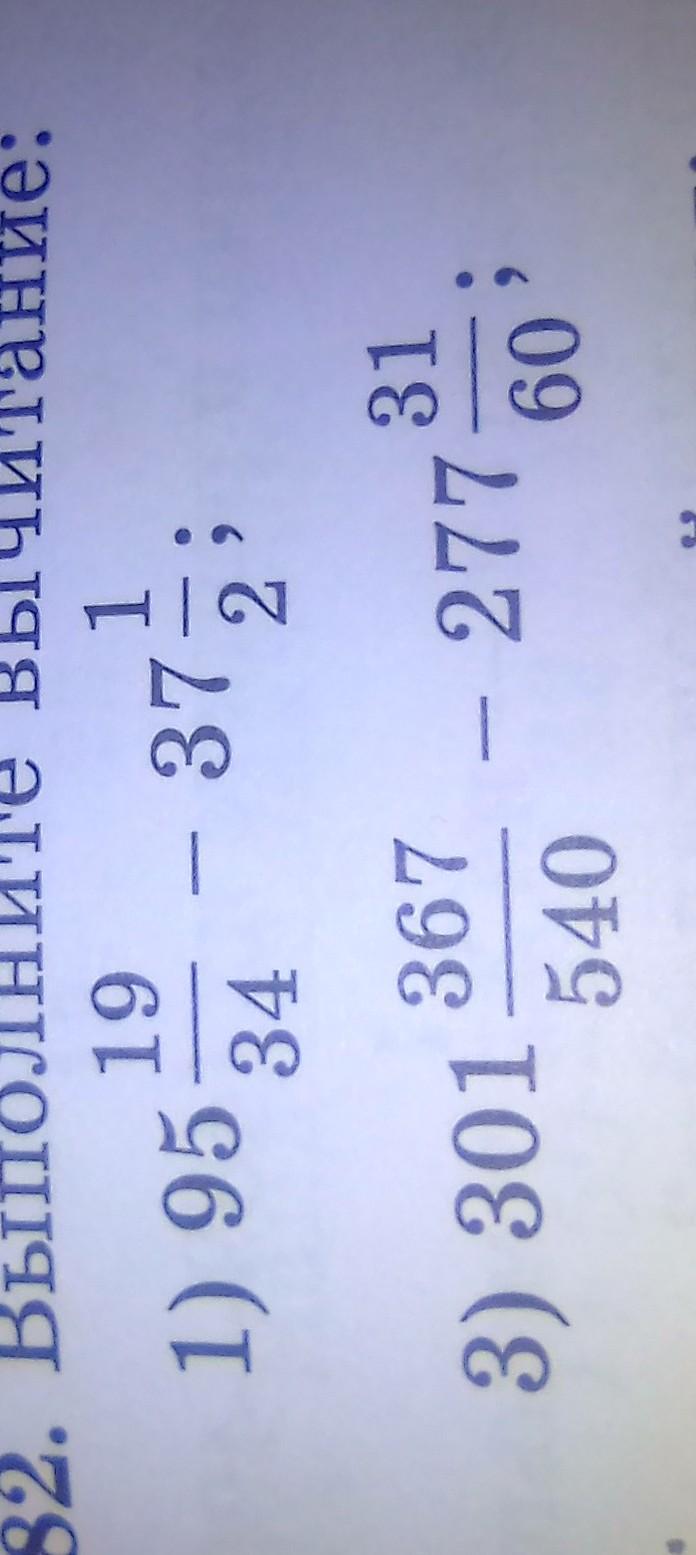 82. Выполните вычитание:
1) 95 19/34 − 37 1/2;
3) 301 367/540 − 277 31/60;